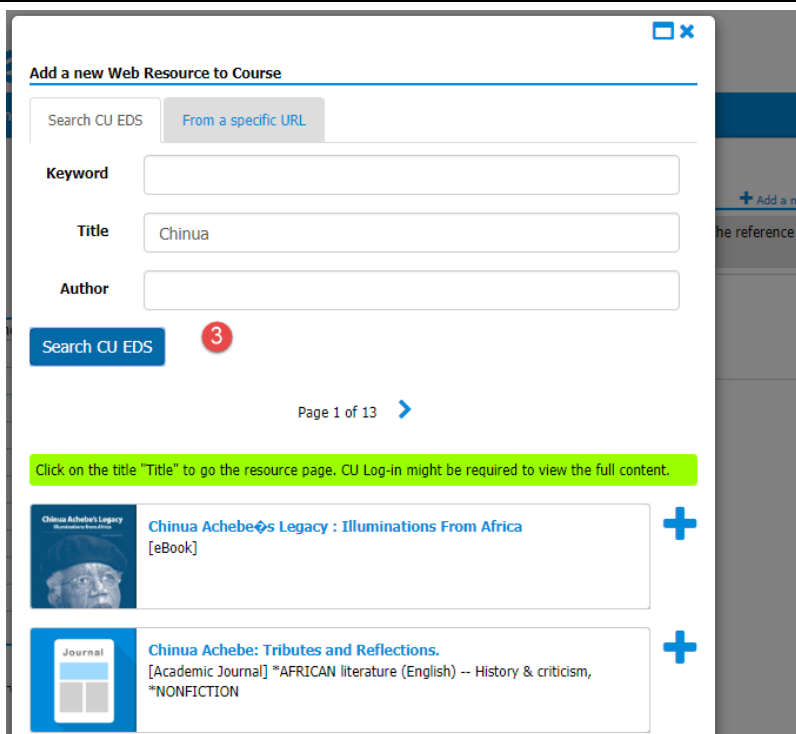 Add a new Web Resource to Course
Search CU EDS
From a specific URL
Keyword
Add a n
Title
Chinua
he reference
Author
Search CU EDS
3
Page 1 of 13
Click on the title "Title" to go the resource page. CU Log-in might be required to view the full content.
Chinua Achebe's Legacy
Illuminations from Africa
Chinua Achebe�s Legacy : Illuminations From Africa
[eBook]
Journal
Chinua Achebe: Tributes and Reflections.
[Academic Journal] *AFRICAN literature (English) -- History & criticism,
*NONFICTION